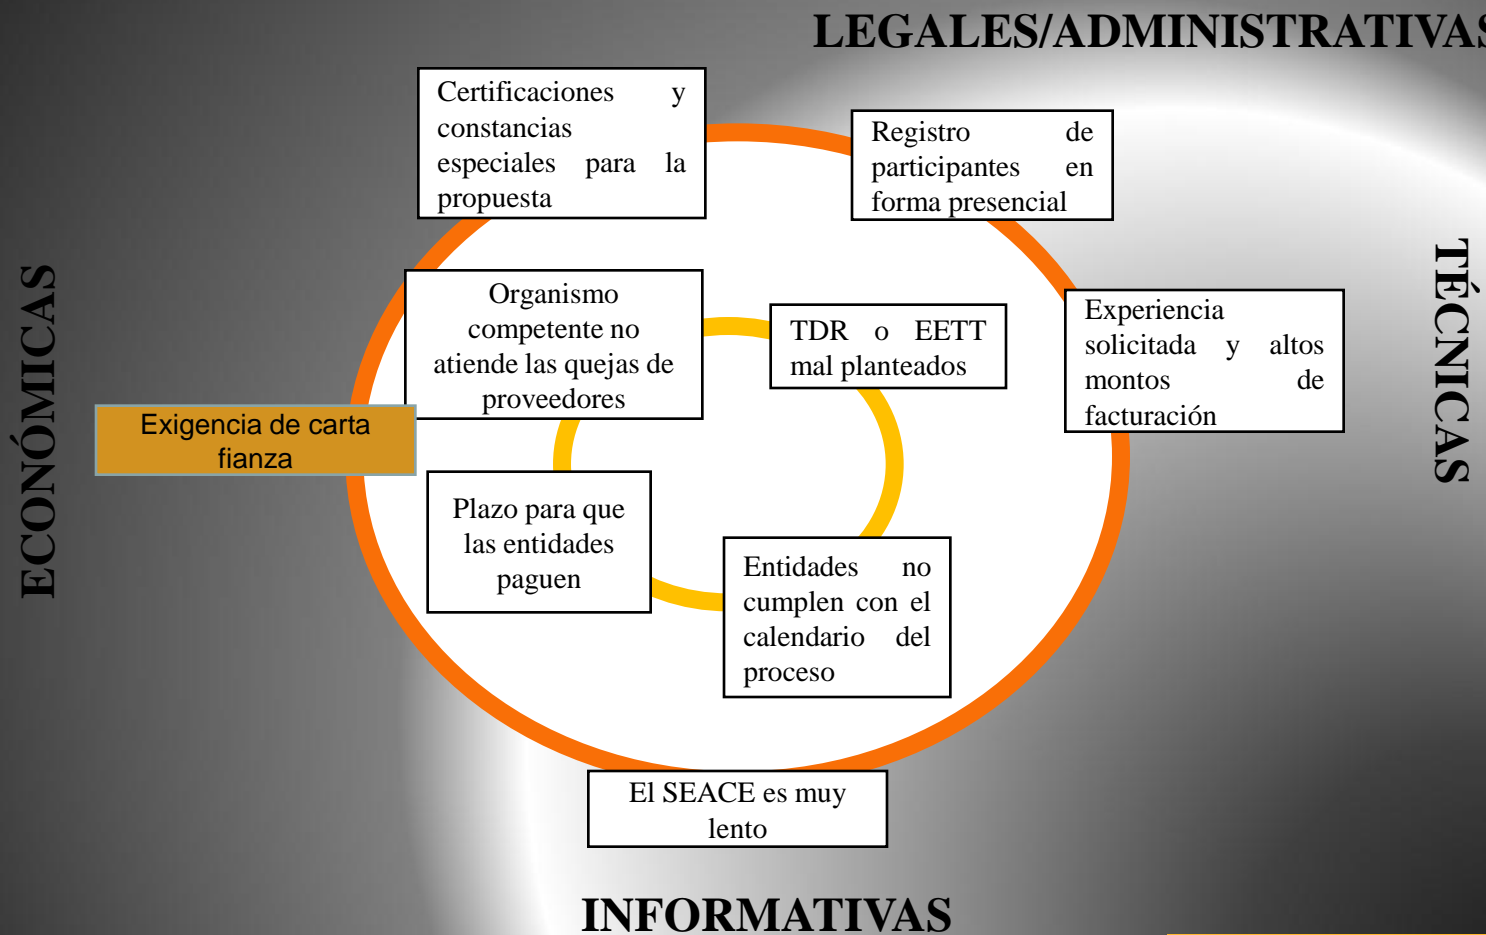 LEGALES/ADMINISTRATIVAS
Certificaciones y
constancias
especiales para la
propuesta
Registro de
participantes en
forma presencial
ECONÓMICAS
TÉCNICAS
Organismo
competente no
atiende las quejas de
proveedores
TDR o EETT
mal planteados
Experiencia
solicitada y altos
montos de
facturación
Exigencia de carta
fianza
Plazo para que
las entidades
paguen
Entidades no
cumplen con el
calendario del
proceso
El SEACE es muy
lento
INFORMATIVAS